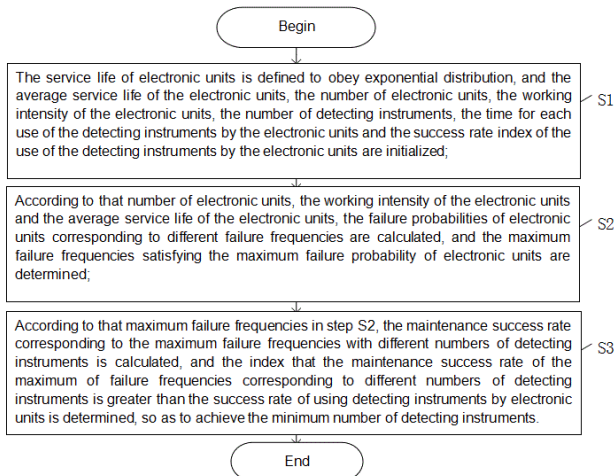 Begin
The service life of electronic units is defined to obey exponential distribution, and the
average service life of the electronic units, the number of electronic units, the working
intensity of the electronic units, the number of detecting instruments, the time for each
use of the detecting instruments by the electronic units and the success rate index of the
use of the detecting instruments by the electronic units are initialized;
S1
According to that number of electronic units, the working intensity of the electronic units
and the average service life of the electronic units, the failure probabilities of electronic
units corresponding to different failure frequencies are calculated, and the maximum
failure frequencies satisfying the maximum failure probability of electronic units are
determined;
S2
According to that maximum failure frequencies in step S2, the maintenance success rate
corresponding to the maximum failure frequencies with different numbers of detecting
instruments is calculated, and the index that the maintenance success rate of the
maximum of failure frequencies corresponding to different numbers of detecting
instruments is greater than the success rate of using detecting instruments by electronic
units is determined, so as to achieve the minimum number of detecting instruments.
S3
End